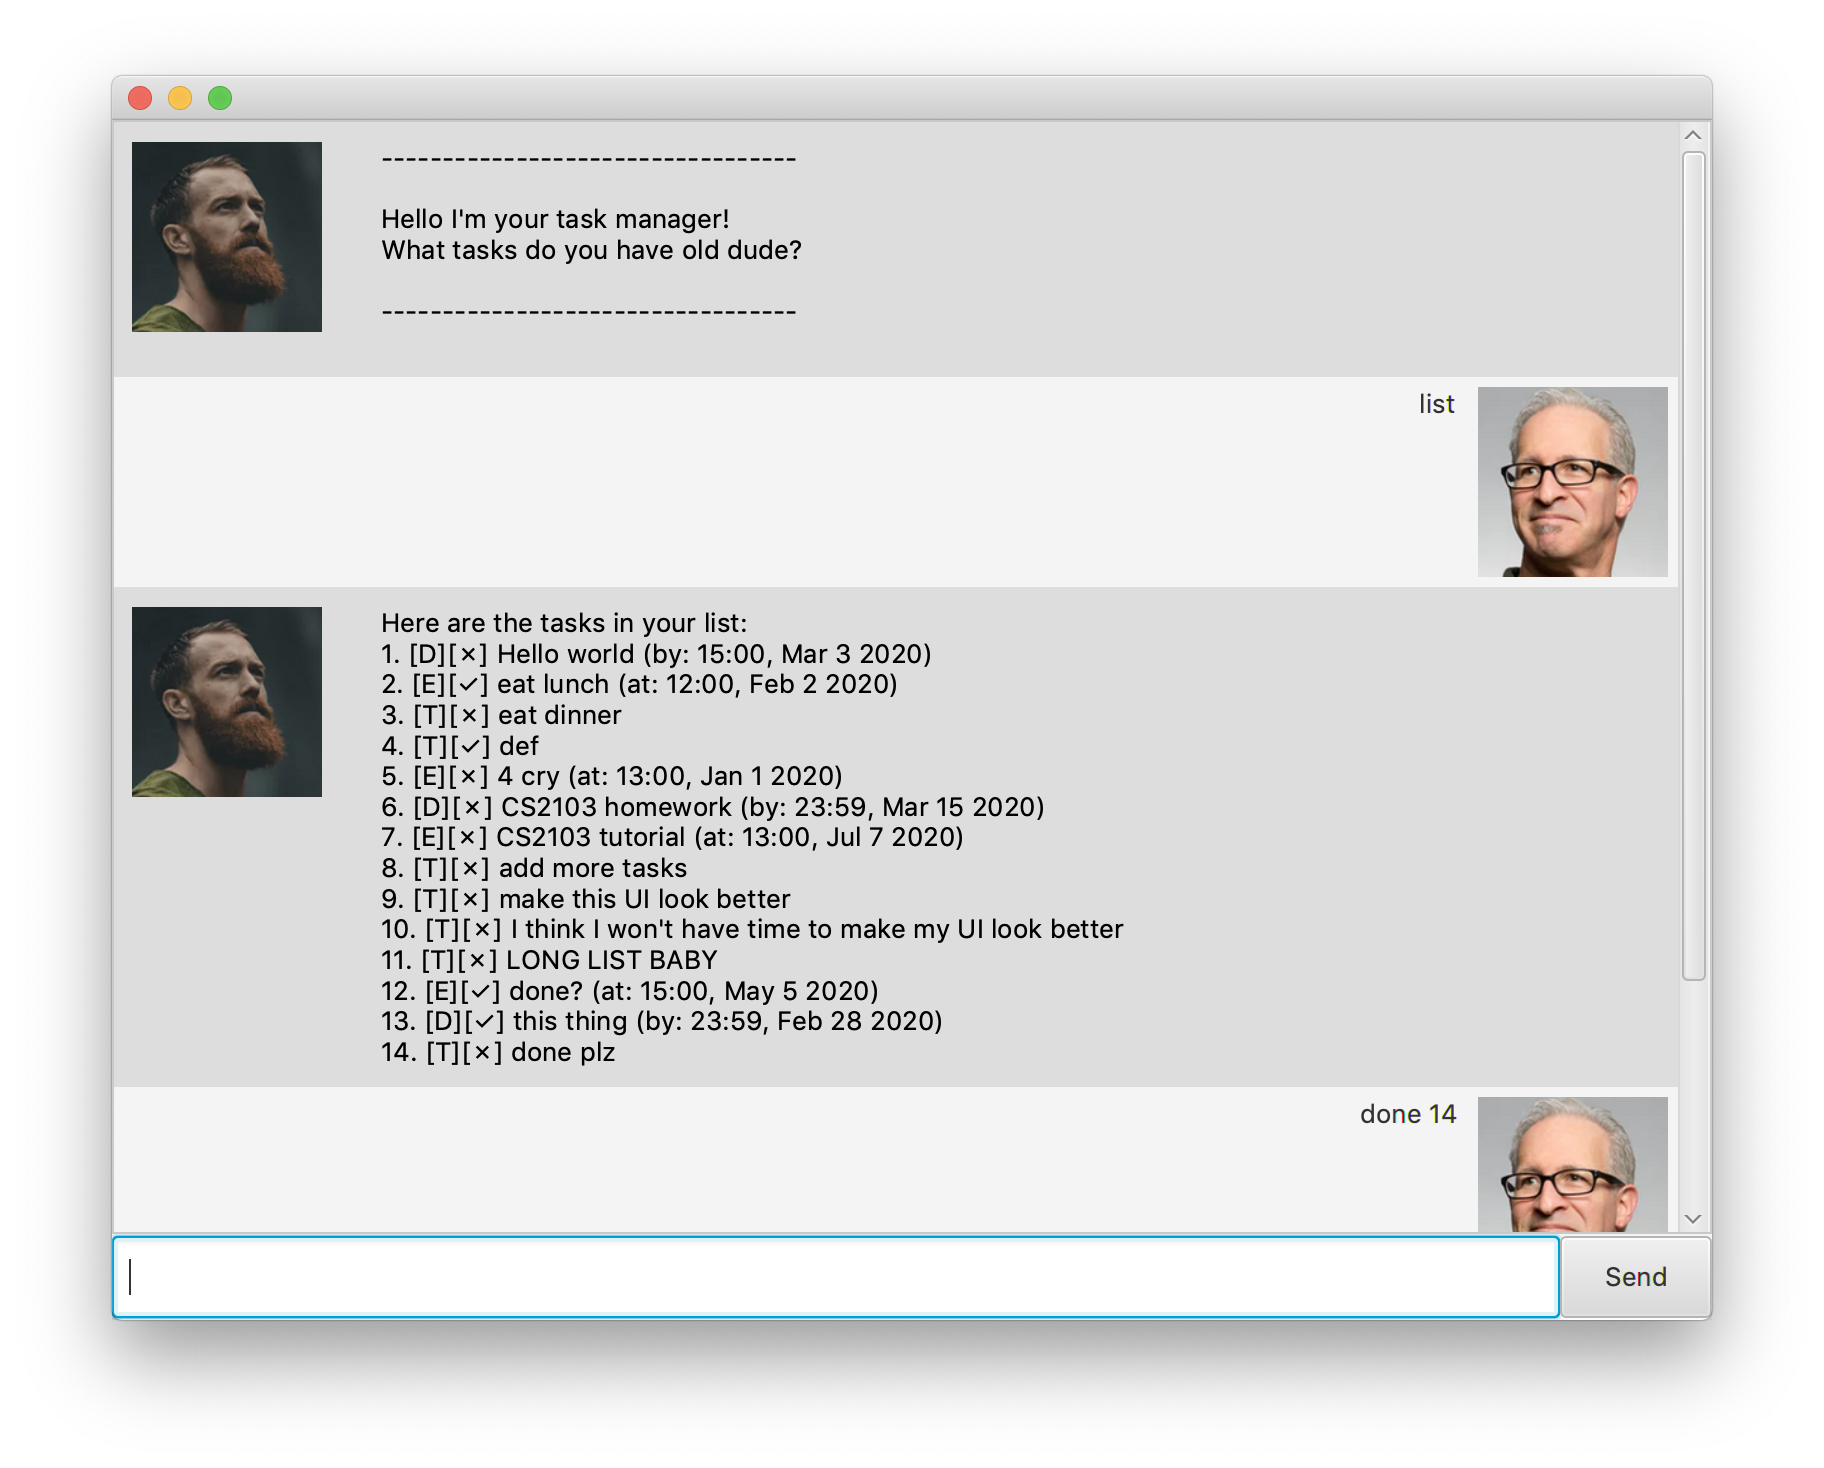 ----------------------------------
Hello I'm your task manager!
What tasks do you have old dude?
----------------------------------
list
Here are the tasks in your list:
1. [D][✗] Hello world (by: 15:00, Mar 3 2020)
2. [E][✓] eat lunch (at: 12:00, Feb 2 2020)
3. [T][✗] eat dinner
4. [T][✓] def
5. [E][✗] 4 cry (at: 13:00, Jan 1 2020)
6. [D][✗] CS2103 homework (by: 23:59, Mar 15 2020)
7. [E][✗] CS2103 tutorial (at: 13:00, Jul 7 2020)
8. [T][✗] add more tasks
9. [T][✗] make this UI look better
10. [T][✗] I think I won't have time to make my UI look better
11. [T][✗] LONG LIST BABY
12. [E][✓] done? (at: 15:00, May 5 2020)
13. [D][✓] this thing (by: 23:59, Feb 28 2020)
14. [T][✗] done plz
done 14
Send